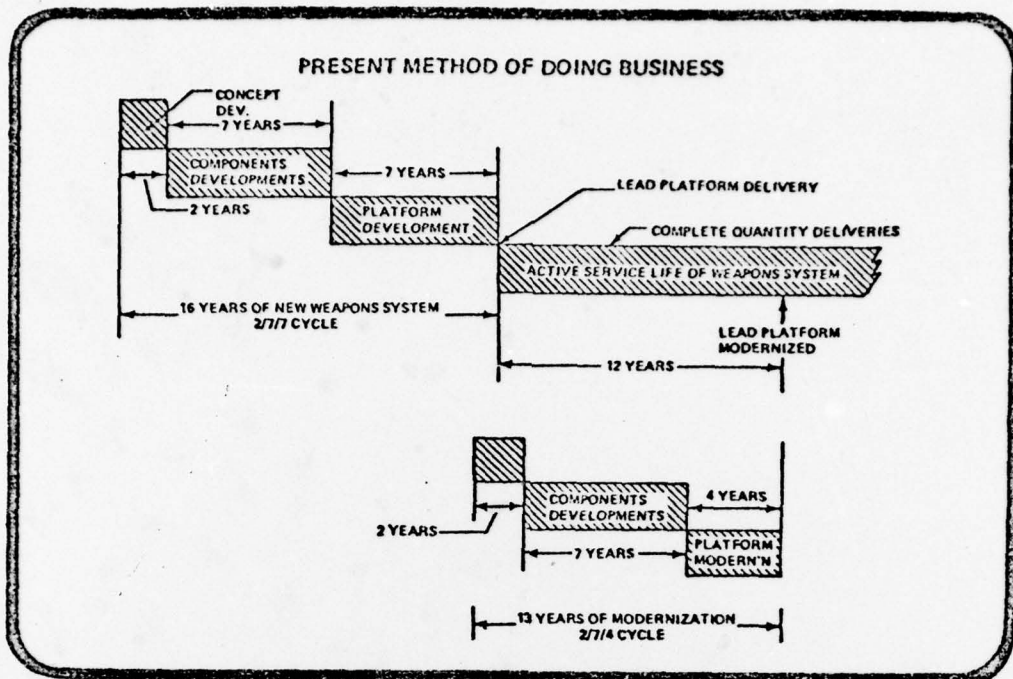 PRESENT METHOD OF DOING BUSINESS
CONCEPT
DEV.
7 YEARS
COMPONENTS
DEVELOPMENTS
2 YEARS
7 YEARS
PLATFORM
DEVELOPMENT
LEAD PLATFORM DELIVERY
COMPLETE QUANTITY DELIVERIES
ACTIVE SERVICE LIFE OF WEAPONS SYSTEM
16 YEARS OF NEW WEAPONS SYSTEM
2/7/7 CYCLE
LEAD PLATFORM
MODERNIZED
12 YEARS
2 YEARS
COMPONENTS
DEVELOPMENTS
4 YEARS
7 YEARS
PLATFORM
MODERN'N
13 YEARS OF MODERNIZATION
2/7/4 CYCLE